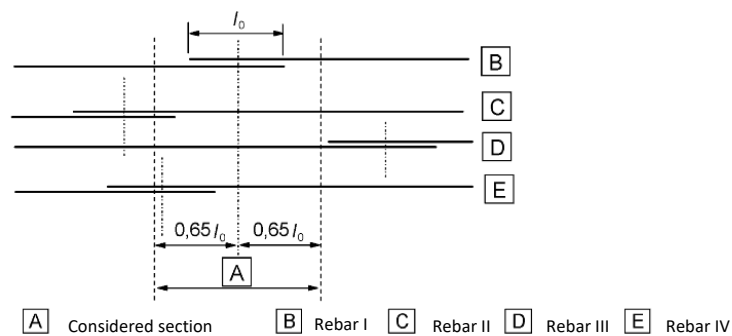 l₀
B
C
D
E
0,65 l₀ 0,65 l₀
A
A Considered section B Rebar I C Rebar II D Rebar III E Rebar IV